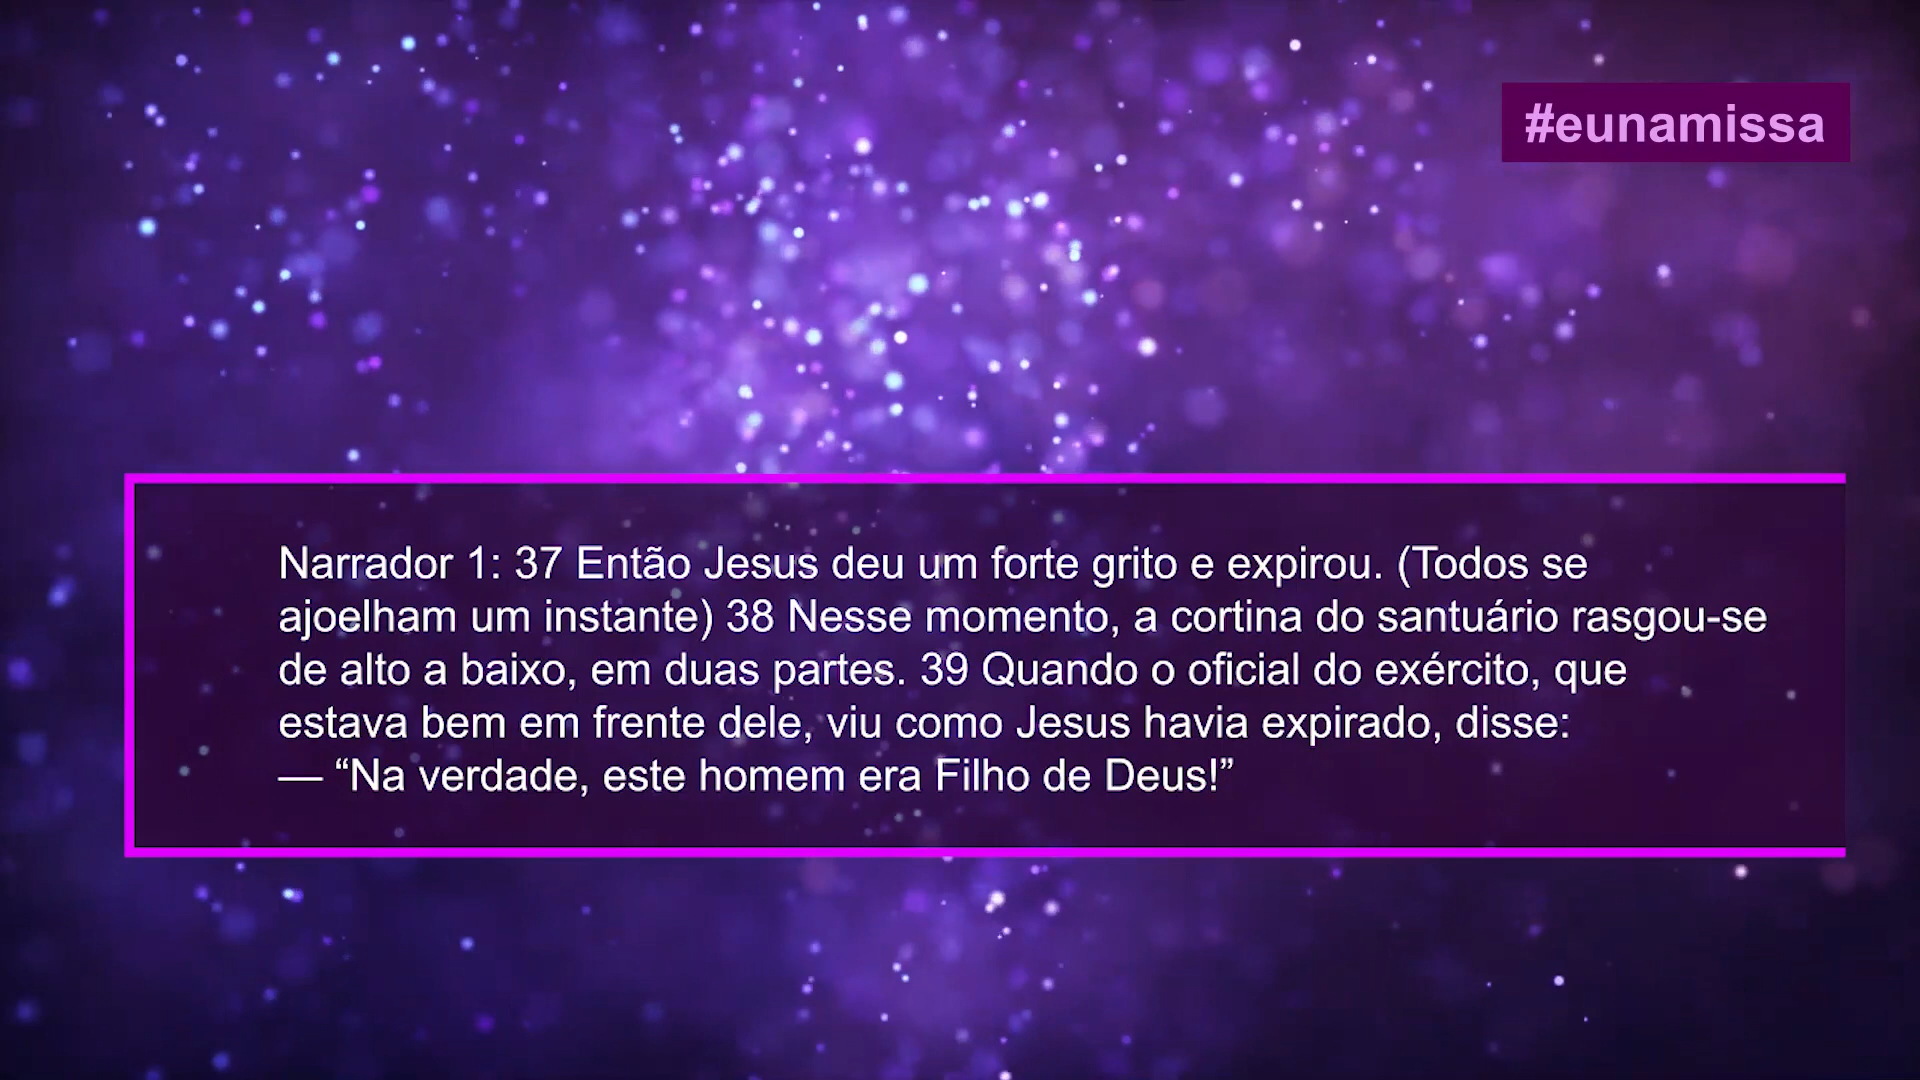 #eunamissa
Narrador 1: 37 Então Jesus deu um forte grito e expirou. (Todos se
ajoelham um instante) 38 Nesse momento, a cortina do santuário rasgou-se
de alto a baixo, em duas partes. 39 Quando o oficial do exército, que
estava bem em frente dele, viu como Jesus havia expirado, disse:
— “Na verdade, este homem era Filho de Deus!”